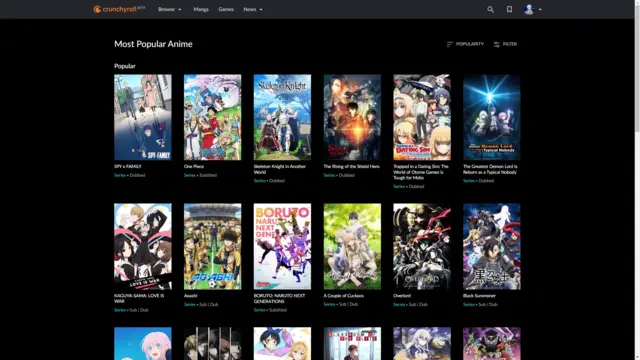 crunchyroll BETA Browse Manga Games News
Most Popular Anime POPULARITY FILTER
Popular
SPY x FAMILY
Series • Dubbed
One Piece
Series • Subtitled
Skeleton Knight in Another
World
Series • Dubbed
The Rising of the Shield Hero
Series • Dubbed
Trapped in a Dating Sim: The
World of Otome Games is
Tough for Mobs
Series • Dubbed
The Greatest Demon Lord Is
Reborn as a Typical Nobody
Series • Dubbed
KAGUYA-SAMA: LOVE IS
WAR
Series • Sub | Dub
Aoashi
Series • Sub | Dub
BORUTO: NARUTO NEXT
GENERATIONS
Series • Subtitled
A Couple of Cuckoos
Series • Sub | Dub
Overlord
Series • Sub | Dub
Black Summoner
Series • Sub | Dub
SPY×FAMILY
Skeleton Knight
DATING SIM
Demon Lord
Typical Nobody
LOVE IS WAR
AO ASHI
BORUTO
NARUTO
NEXT
GENERATIONS
OVERLORD